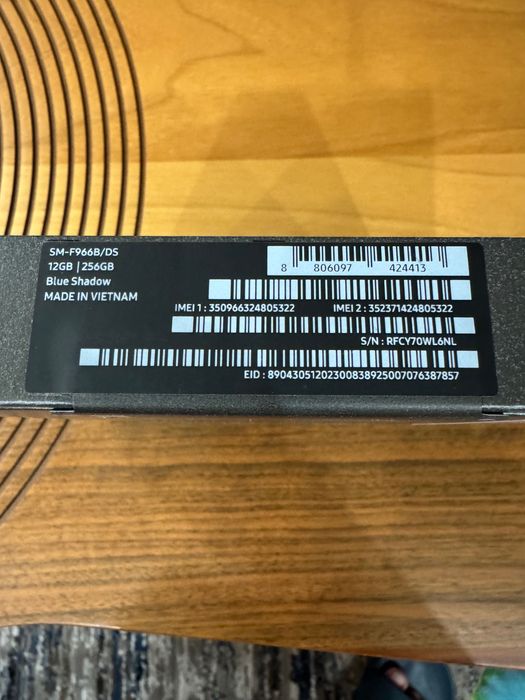 SM-F966B/DS
12GB | 256GB
Blue Shadow
MADE IN VIETNAM
8 806097 424413
IMEI 1 : 350966324805322 IMEI 2 : 352371424805322
S/N : RFCY70WL6NL
EID : 89043051202300838925007076387857